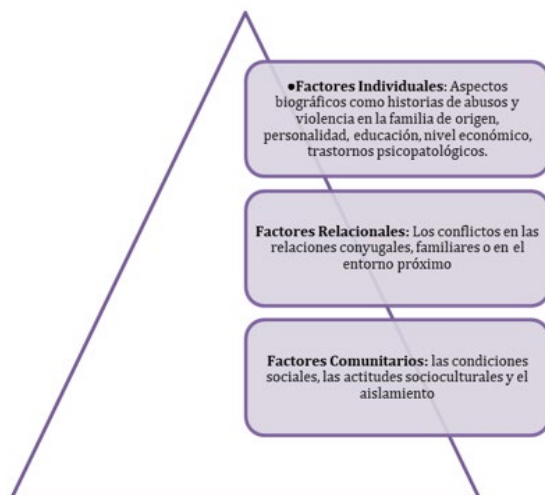 ●Factores Individuales: Aspectos
biográficos como historias de abusos y
violencia en la familia de origen,
personalidad, educación, nivel económico,
trastornos psicopatológicos.
Factores Relacionales: Los conflictos en las
relaciones conyugales, familiares o en el
entorno próximo
Factores Comunitarios: las condiciones
sociales, las actitudes socioculturales y el
aislamiento